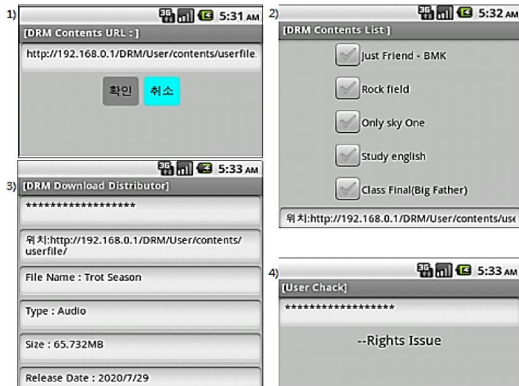 1)
3G 5:31 AM
[DRM Contents URL : ]
http://192.168.0.1/DRM/User/contents/userfile.
확인 취소
2)
3G 5:32 AM
[DRM Contents List ]
Just Friend - BMK
Rock field
Only sky One
Study english
Class Final(Big Father)
위치:http://192.168.0.1/DRM/User/contents/use
3)
3G 5:33 AM
[DRM Download Distributor]
******************
위치:http://192.168.0.1/DRM/User/contents/
userfile/
File Name : Trot Season
Type : Audio
Size : 65.732MB
Release Date : 2020/7/29
4)
3G 5:33 AM
[User Chack]
******************
--Rights Issue